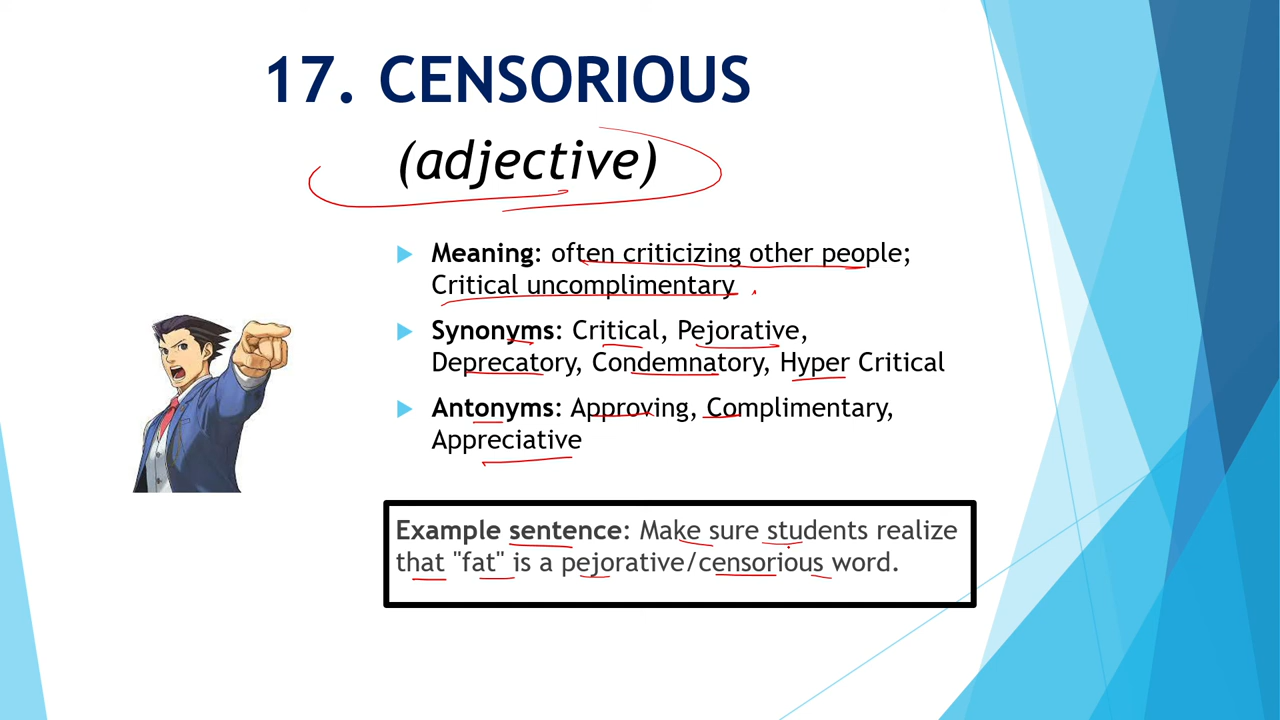 17. CENSORIOUS
(adjective)
Meaning: often criticizing other people;
Critical uncomplimentary
Synonyms: Critical, Pejorative,
Deprecatory, Condemnatory, Hyper Critical
Antonyms: Approving, Complimentary,
Appreciative
Example sentence: Make sure students realize
that "fat" is a pejorative/censorious word.